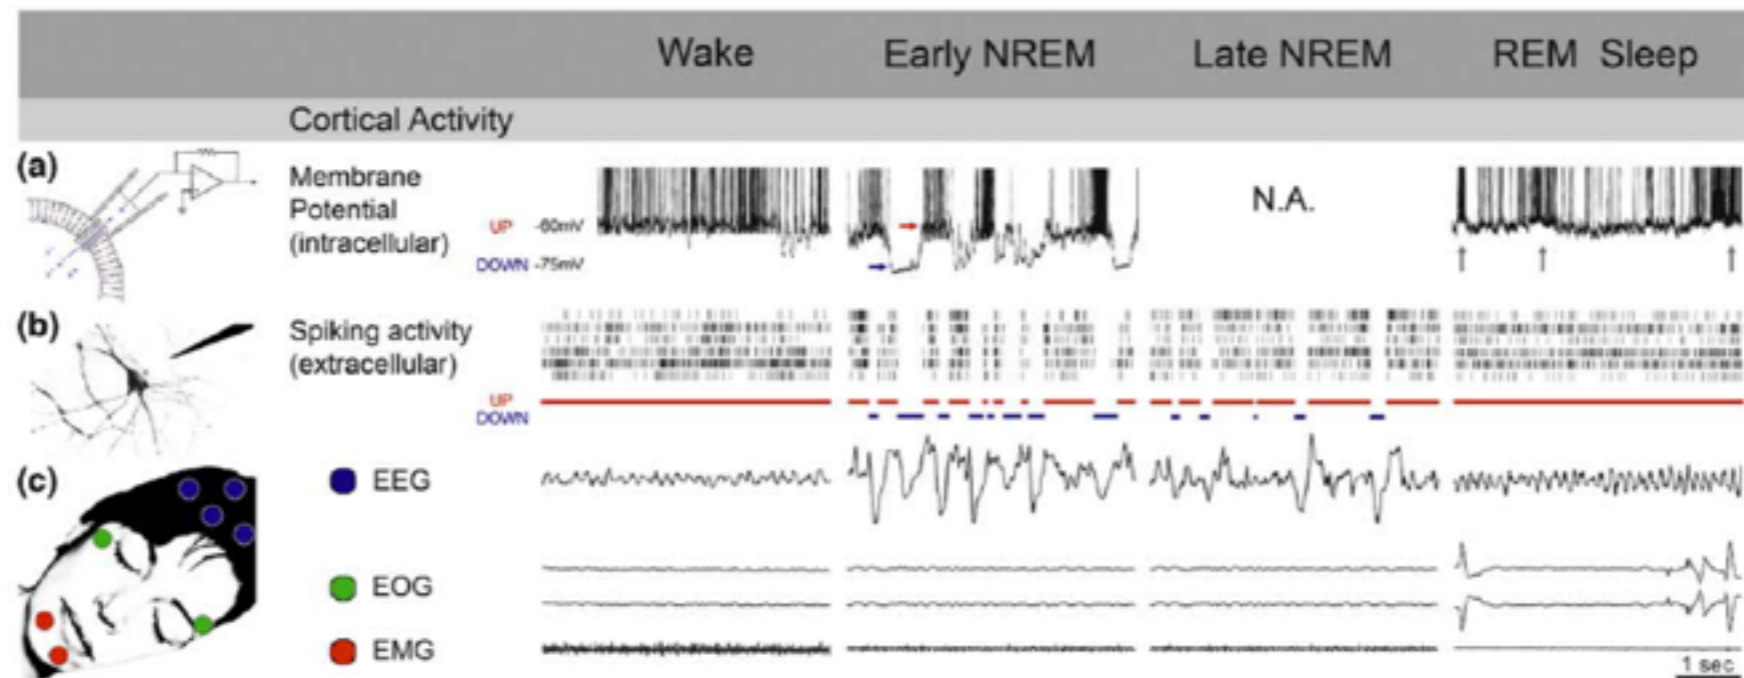 Wake Early NREM Late NREM REM Sleep
Cortical Activity
(a)
Membrane
Potential
(intracellular)
UP -60mV
DOWN -75mV
N.A.
(b)
Spiking activity
(extracellular)
UP
DOWN
(c)
EEG
EOG
EMG
1 sec